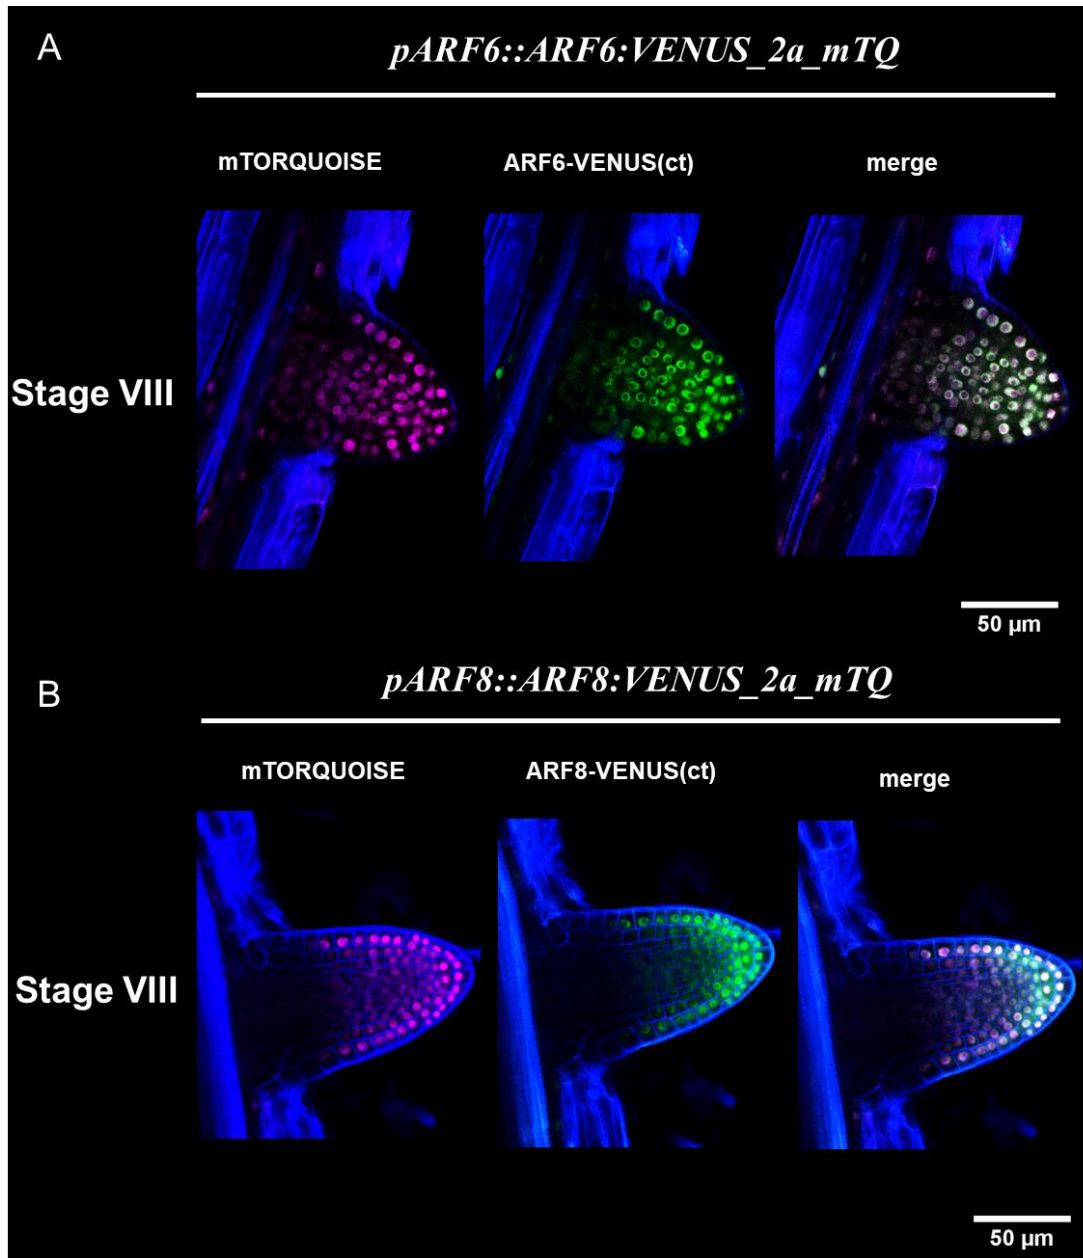 A
pARF6::ARF6:VENUS_2a_mTQ
mTORQUOISE ARF6-VENUS(ct) merge
Stage VIII
50 µm
B
pARF8::ARF8:VENUS_2a_mTQ
mTORQUOISE ARF8-VENUS(ct) merge
Stage VIII
50 µm